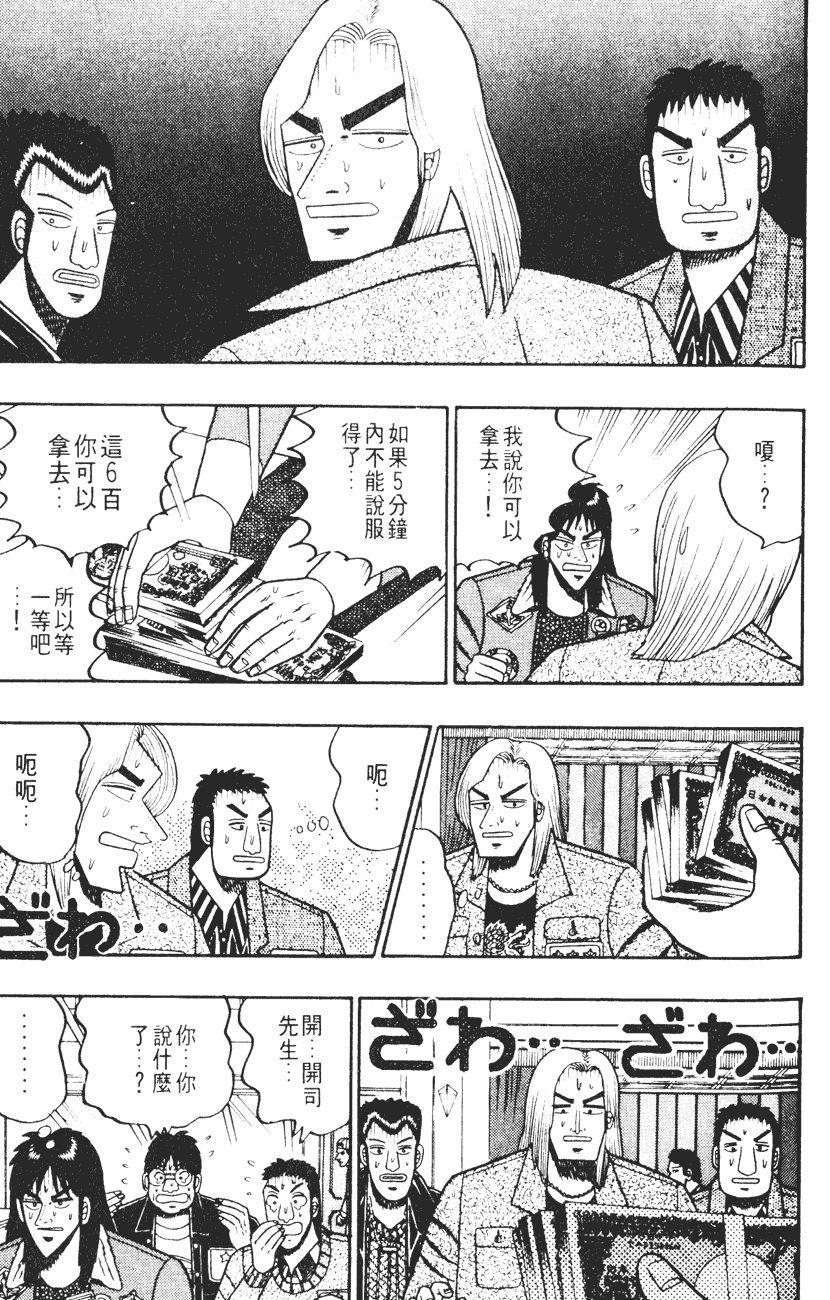 嗄…?
我說你可以
拿去…!
如果5分鐘
內不能說服
得了…
這6百
你可以
拿去…
所以等
一等吧
…!
………
呃…
呃呃…
ざわ…
ざわ…
ざわ…
開…開司
先生…
你…你
說什麼
了…?
………